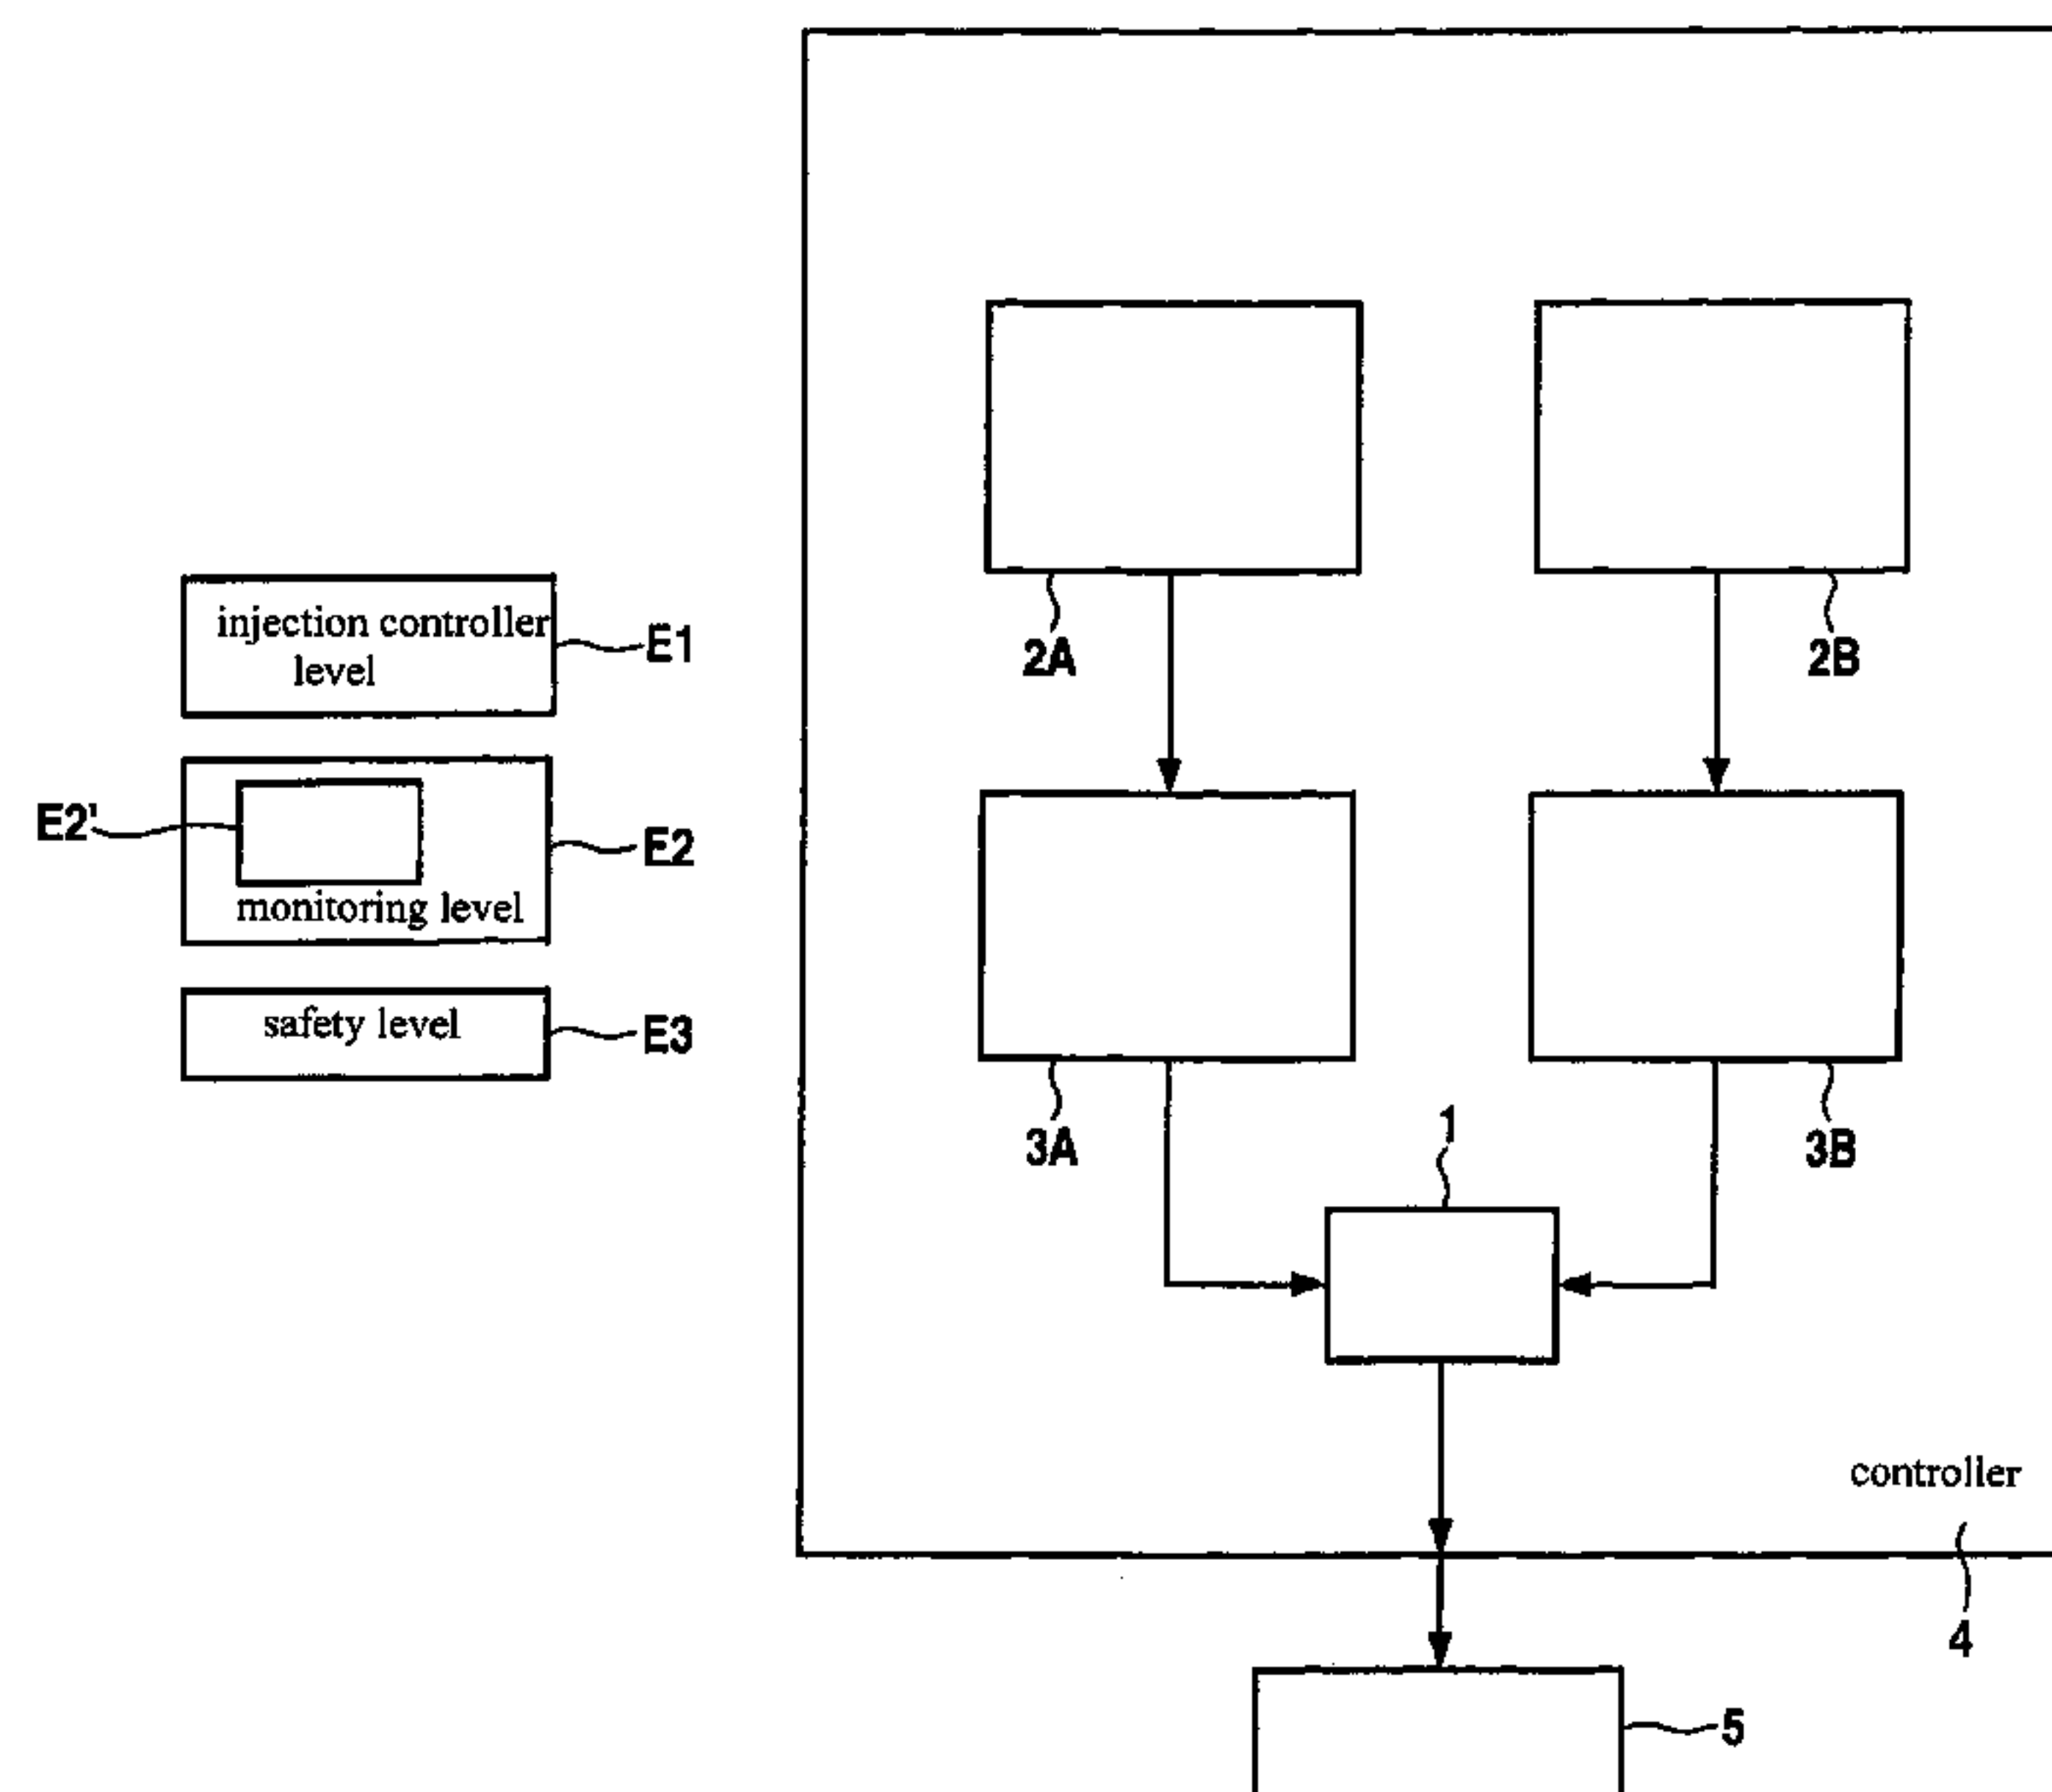 injection controller
level
E1
E2'
E2
monitoring level
safety level
E3
2A
2B
3A
3B
1
controller
4
5